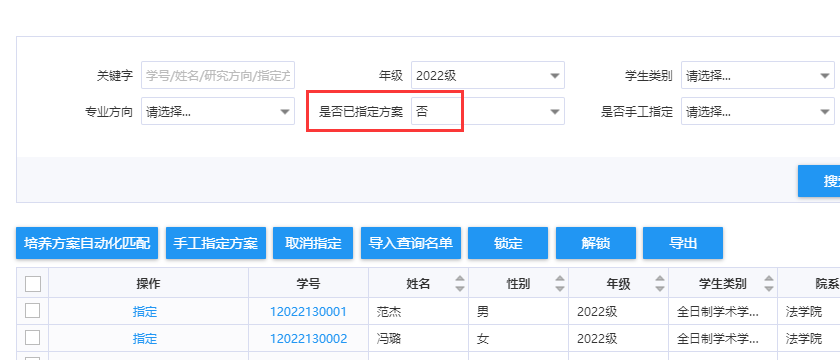 关键字 学号/姓名/研究方向/指定方 年级 2022级 学生类别 请选择...
专业方向 请选择... 是否已指定方案 否 是否手工指定 请选择...
搜
培养方案自动化匹配 手工指定方案 取消指定 导入查询名单 锁定 解锁 导出
操作 学号 姓名 性别 年级 学生类别 院系
指定 12022130001 范杰 男 2022级 全日制学术学... 法学院
指定 12022130002 冯璐 女 2022级 全日制学术学... 法学院